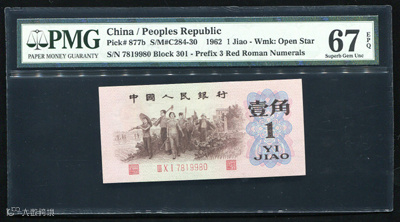 PMG
PAPER MONEY GUARANTY
China / Peoples Republic
Pick# 877b S/M#C284-30 1962 1 Jiao - Wmk: Open Star
S/N 7819980 Block 301 - Prefix 3 Red Roman Numerals
67 EPQ
Superb Gem Unc
中国人民银行
壹角
1
YI
JIAO
ⅢⅩⅠ 7819980